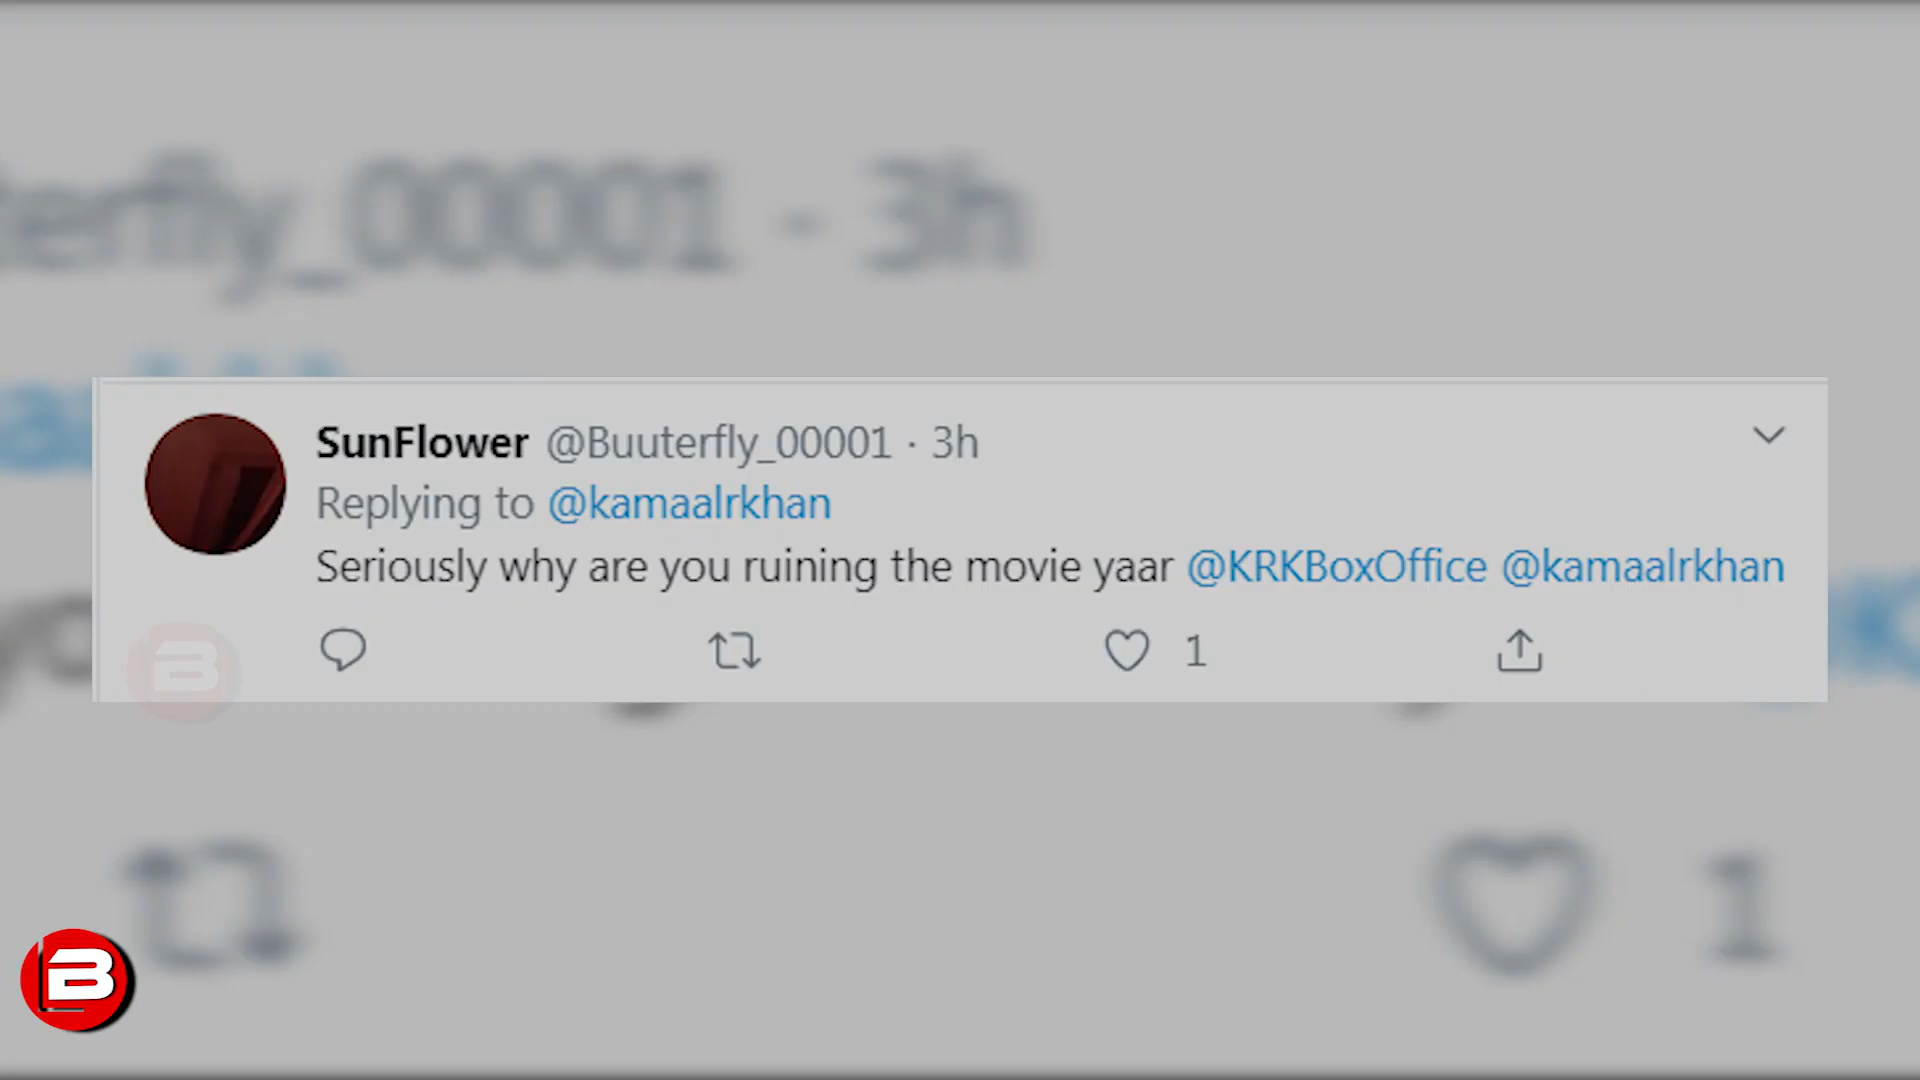 terfly_00001 · 3h
SunFlower @Buuterfly_00001 · 3h
Replying to @kamaalrkhan
Seriously why are you ruining the movie yaar @KRKBoxOffice @kamaalrkhan
1
1
B